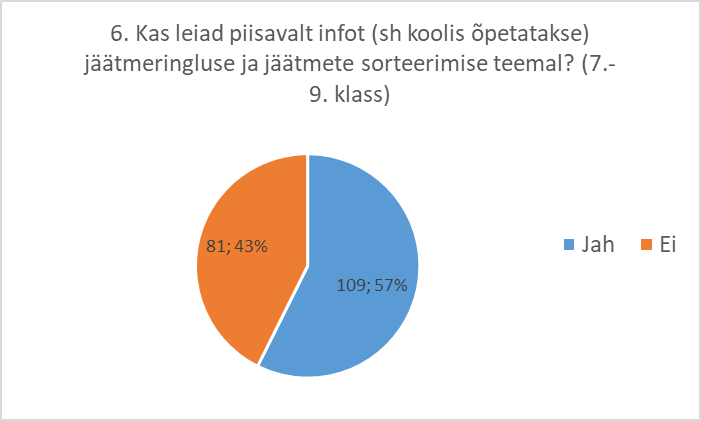 6. Kas leiad piisavalt infot (sh koolis õpetatakse)
jäätmeringluse ja jäätmete sorteerimise teemal? (7.-
9. klass)
81; 43%
109; 57%
Jah
Ei